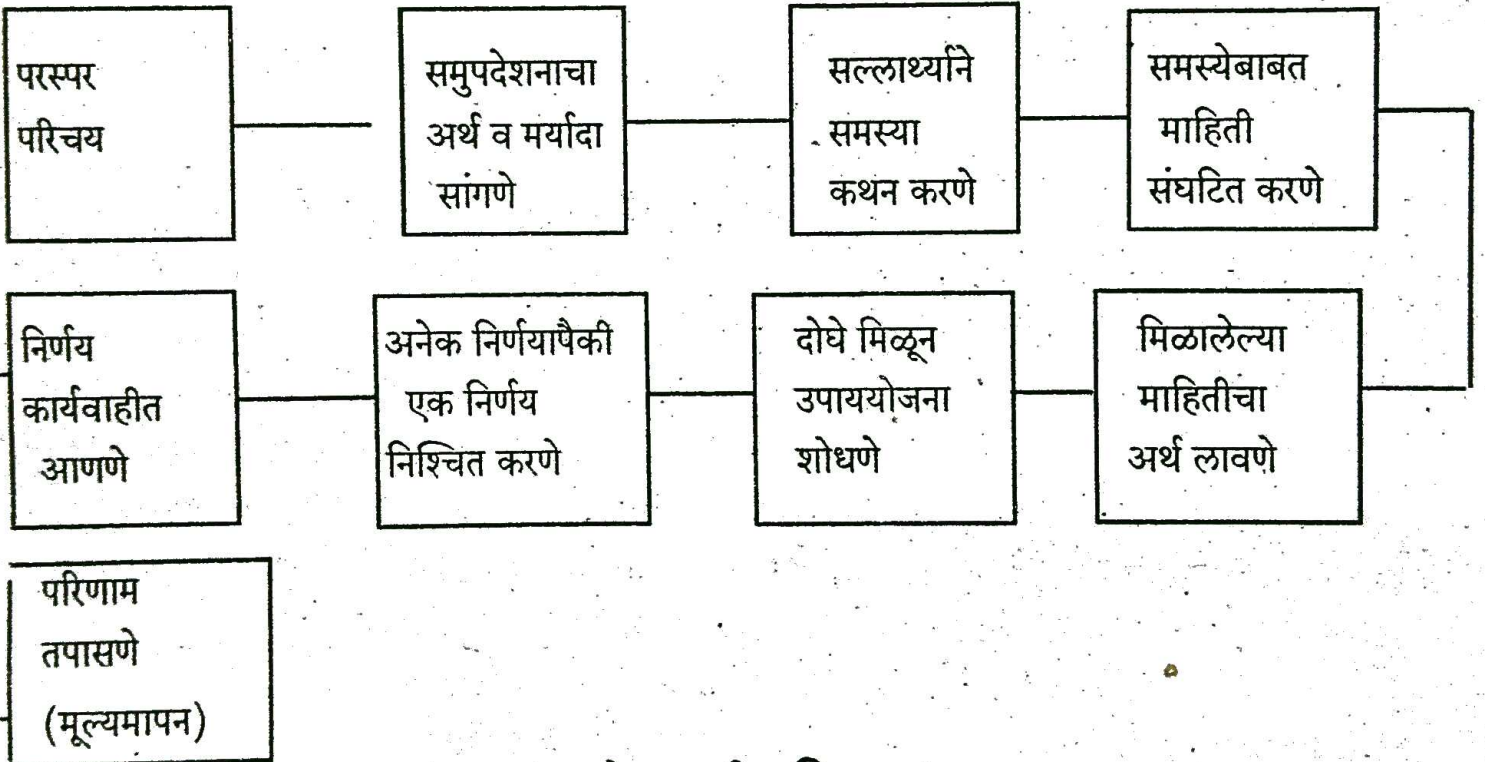 परस्पर
परिचय
समुपदेशनाचा
अर्थ व मर्यादा
सांगणे
सल्लार्थ्याने
समस्या
कथन करणे
समस्येबाबत
माहिती
संघटित करणे
मिळालेल्या
माहितीचा
अर्थ लावणे
दोघे मिळून
उपाययोजना
शोधणे
अनेक निर्णयापैकी
एक निर्णय
निश्चित करणे
निर्णय
कार्यवाहीत
आणणे
परिणाम
तपासणे
(मूल्यमापन)